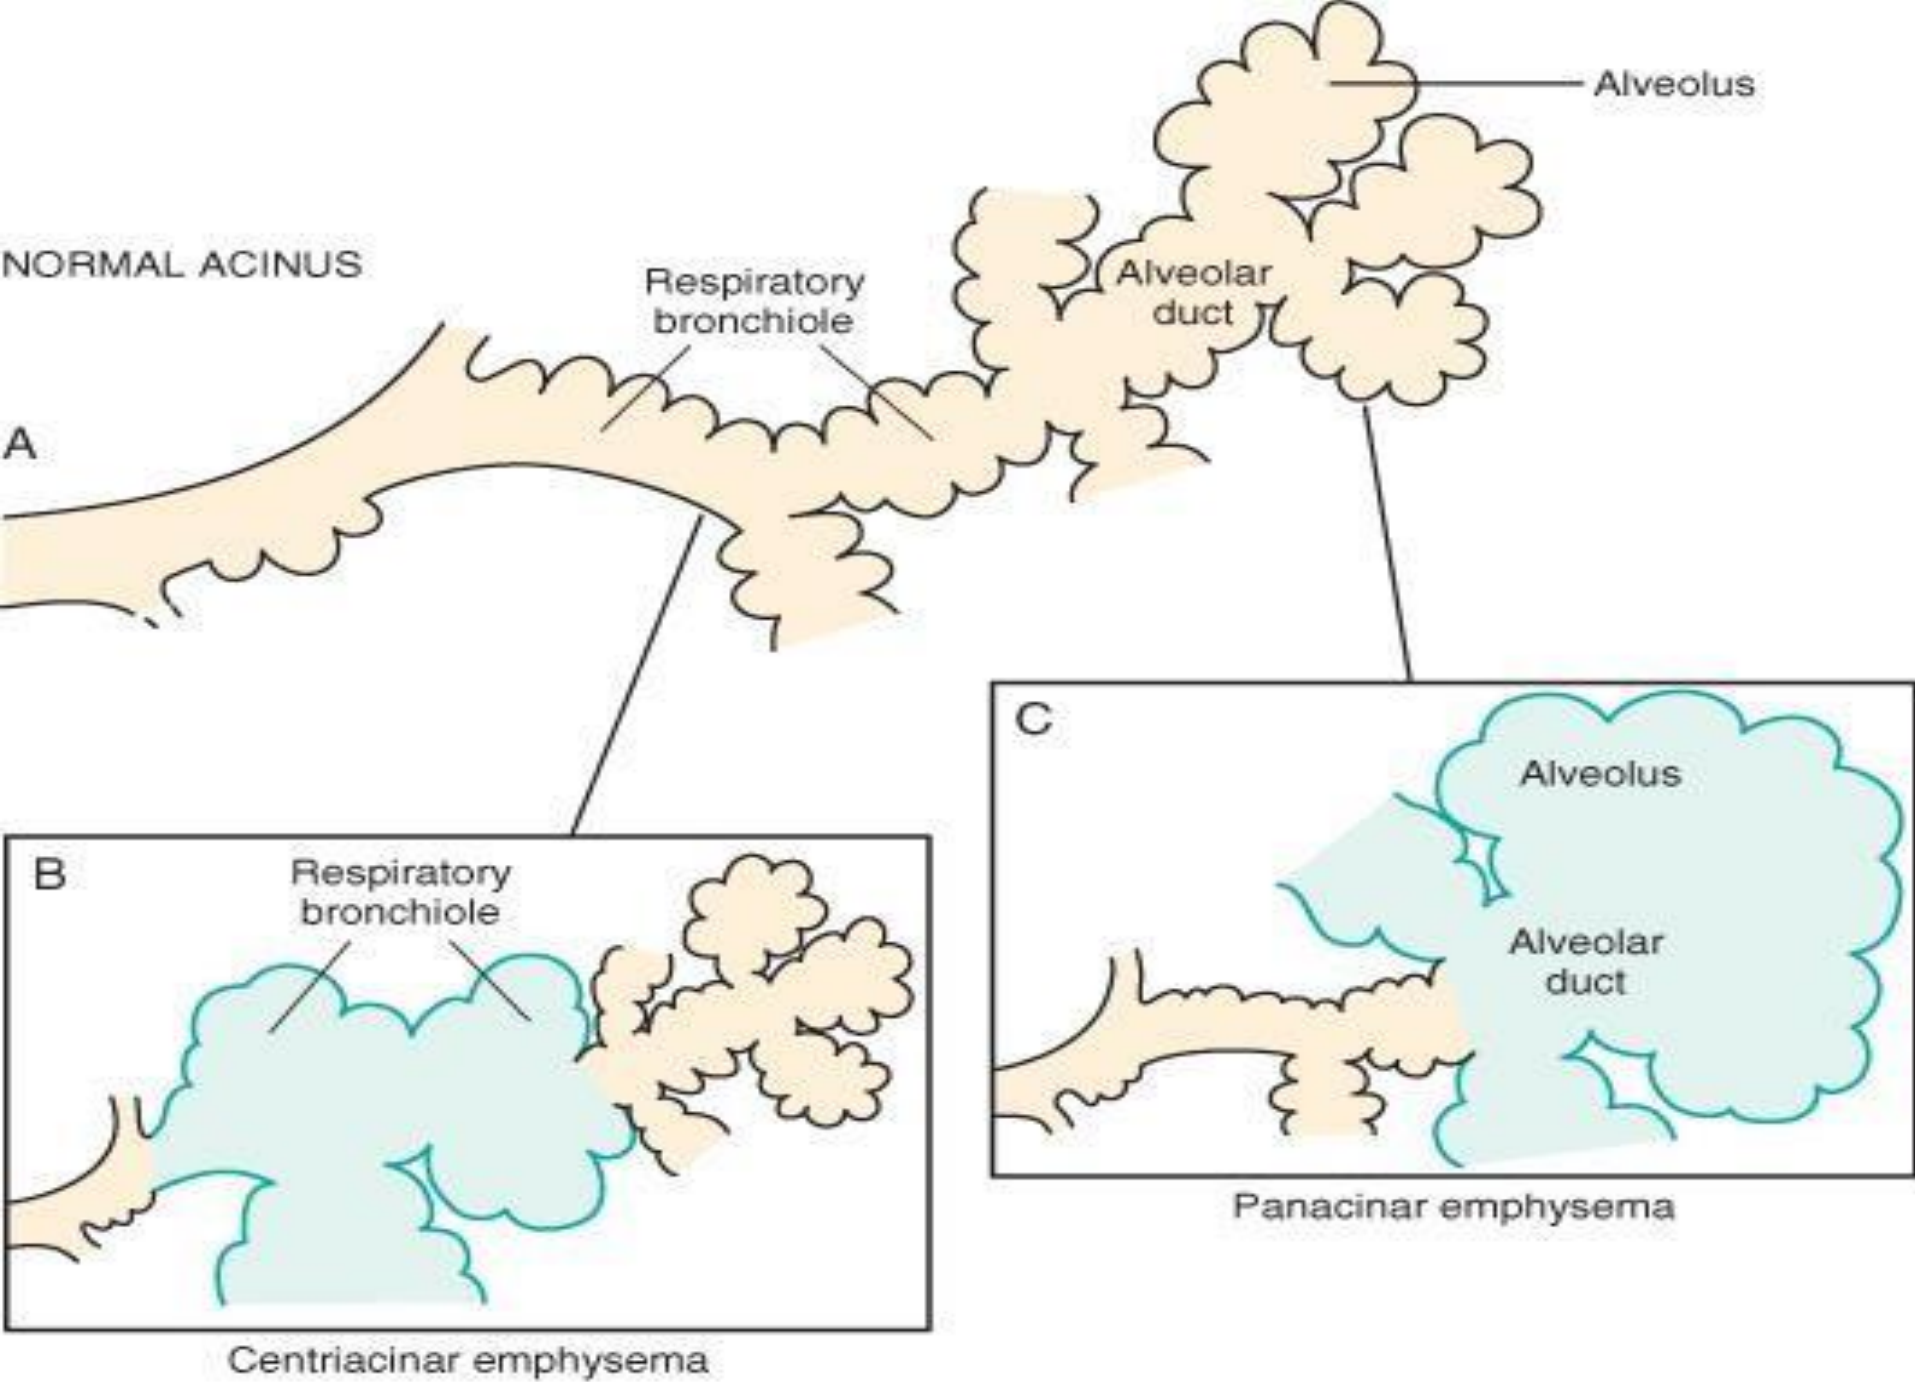 Alveolus
NORMAL ACINUS
Respiratory
bronchiole
Alveolar
duct
A
B
Respiratory
bronchiole
Centriacinar emphysema
C
Alveolus
Alveolar
duct
Panacinar emphysema